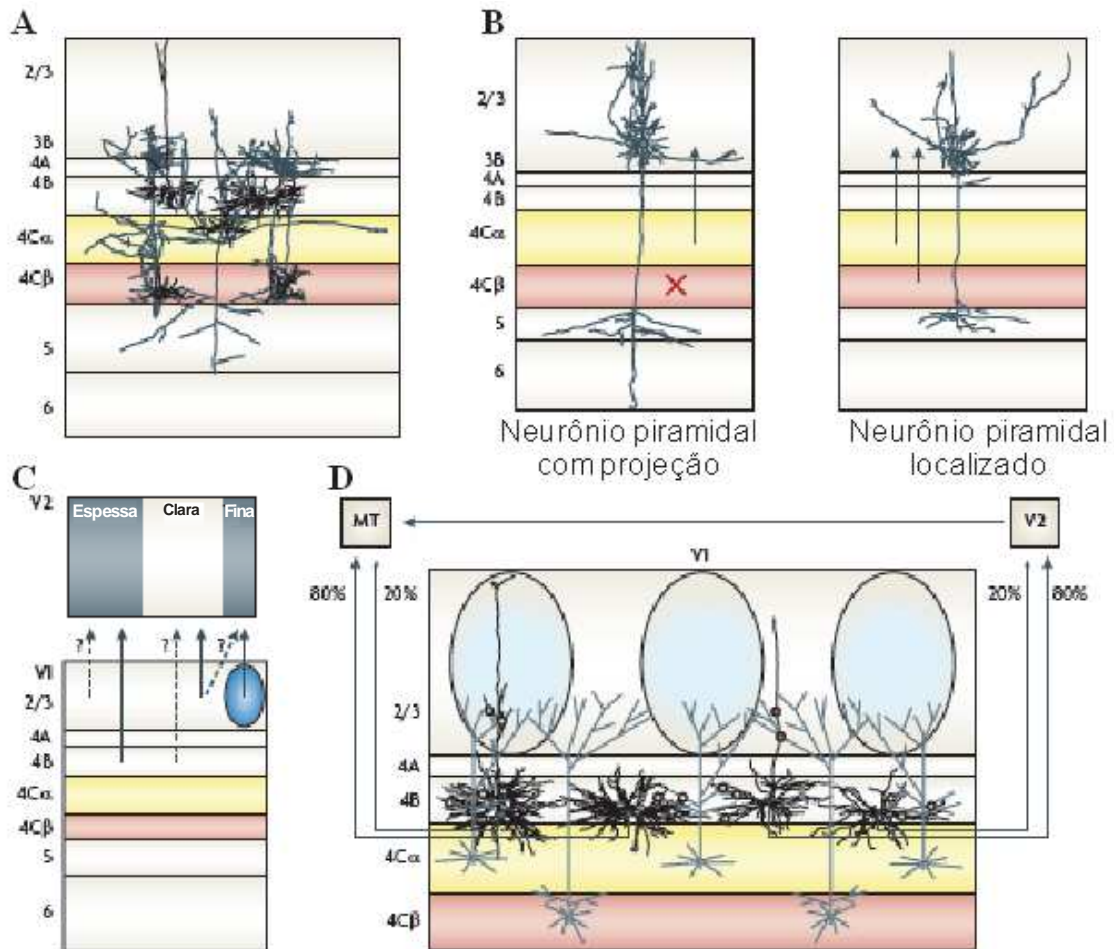 A
2/3
3B
4A
4B
4Cα
4Cβ
5
6
B
2/3
3B
4A
4B
4Cα
4Cβ
5
6
Neurônio piramidal
com projeção
Neurônio piramidal
localizado
C
V2
Espessa Clara Fina
? ? ?
V1
2/3
4A
4B
4Cα
4Cβ
5
6
D
MT
V2
V1
80% 20%
20% 80%
2/3
4A
4B
4Cα
4Cβ